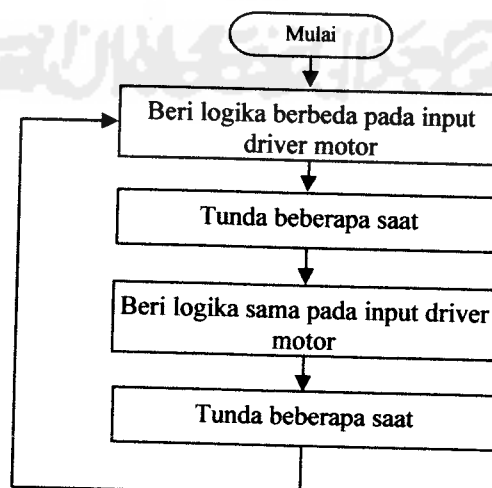 Mulai
Beri logika berbeda pada input
driver motor
Tunda beberapa saat
Beri logika sama pada input driver
motor
Tunda beberapa saat